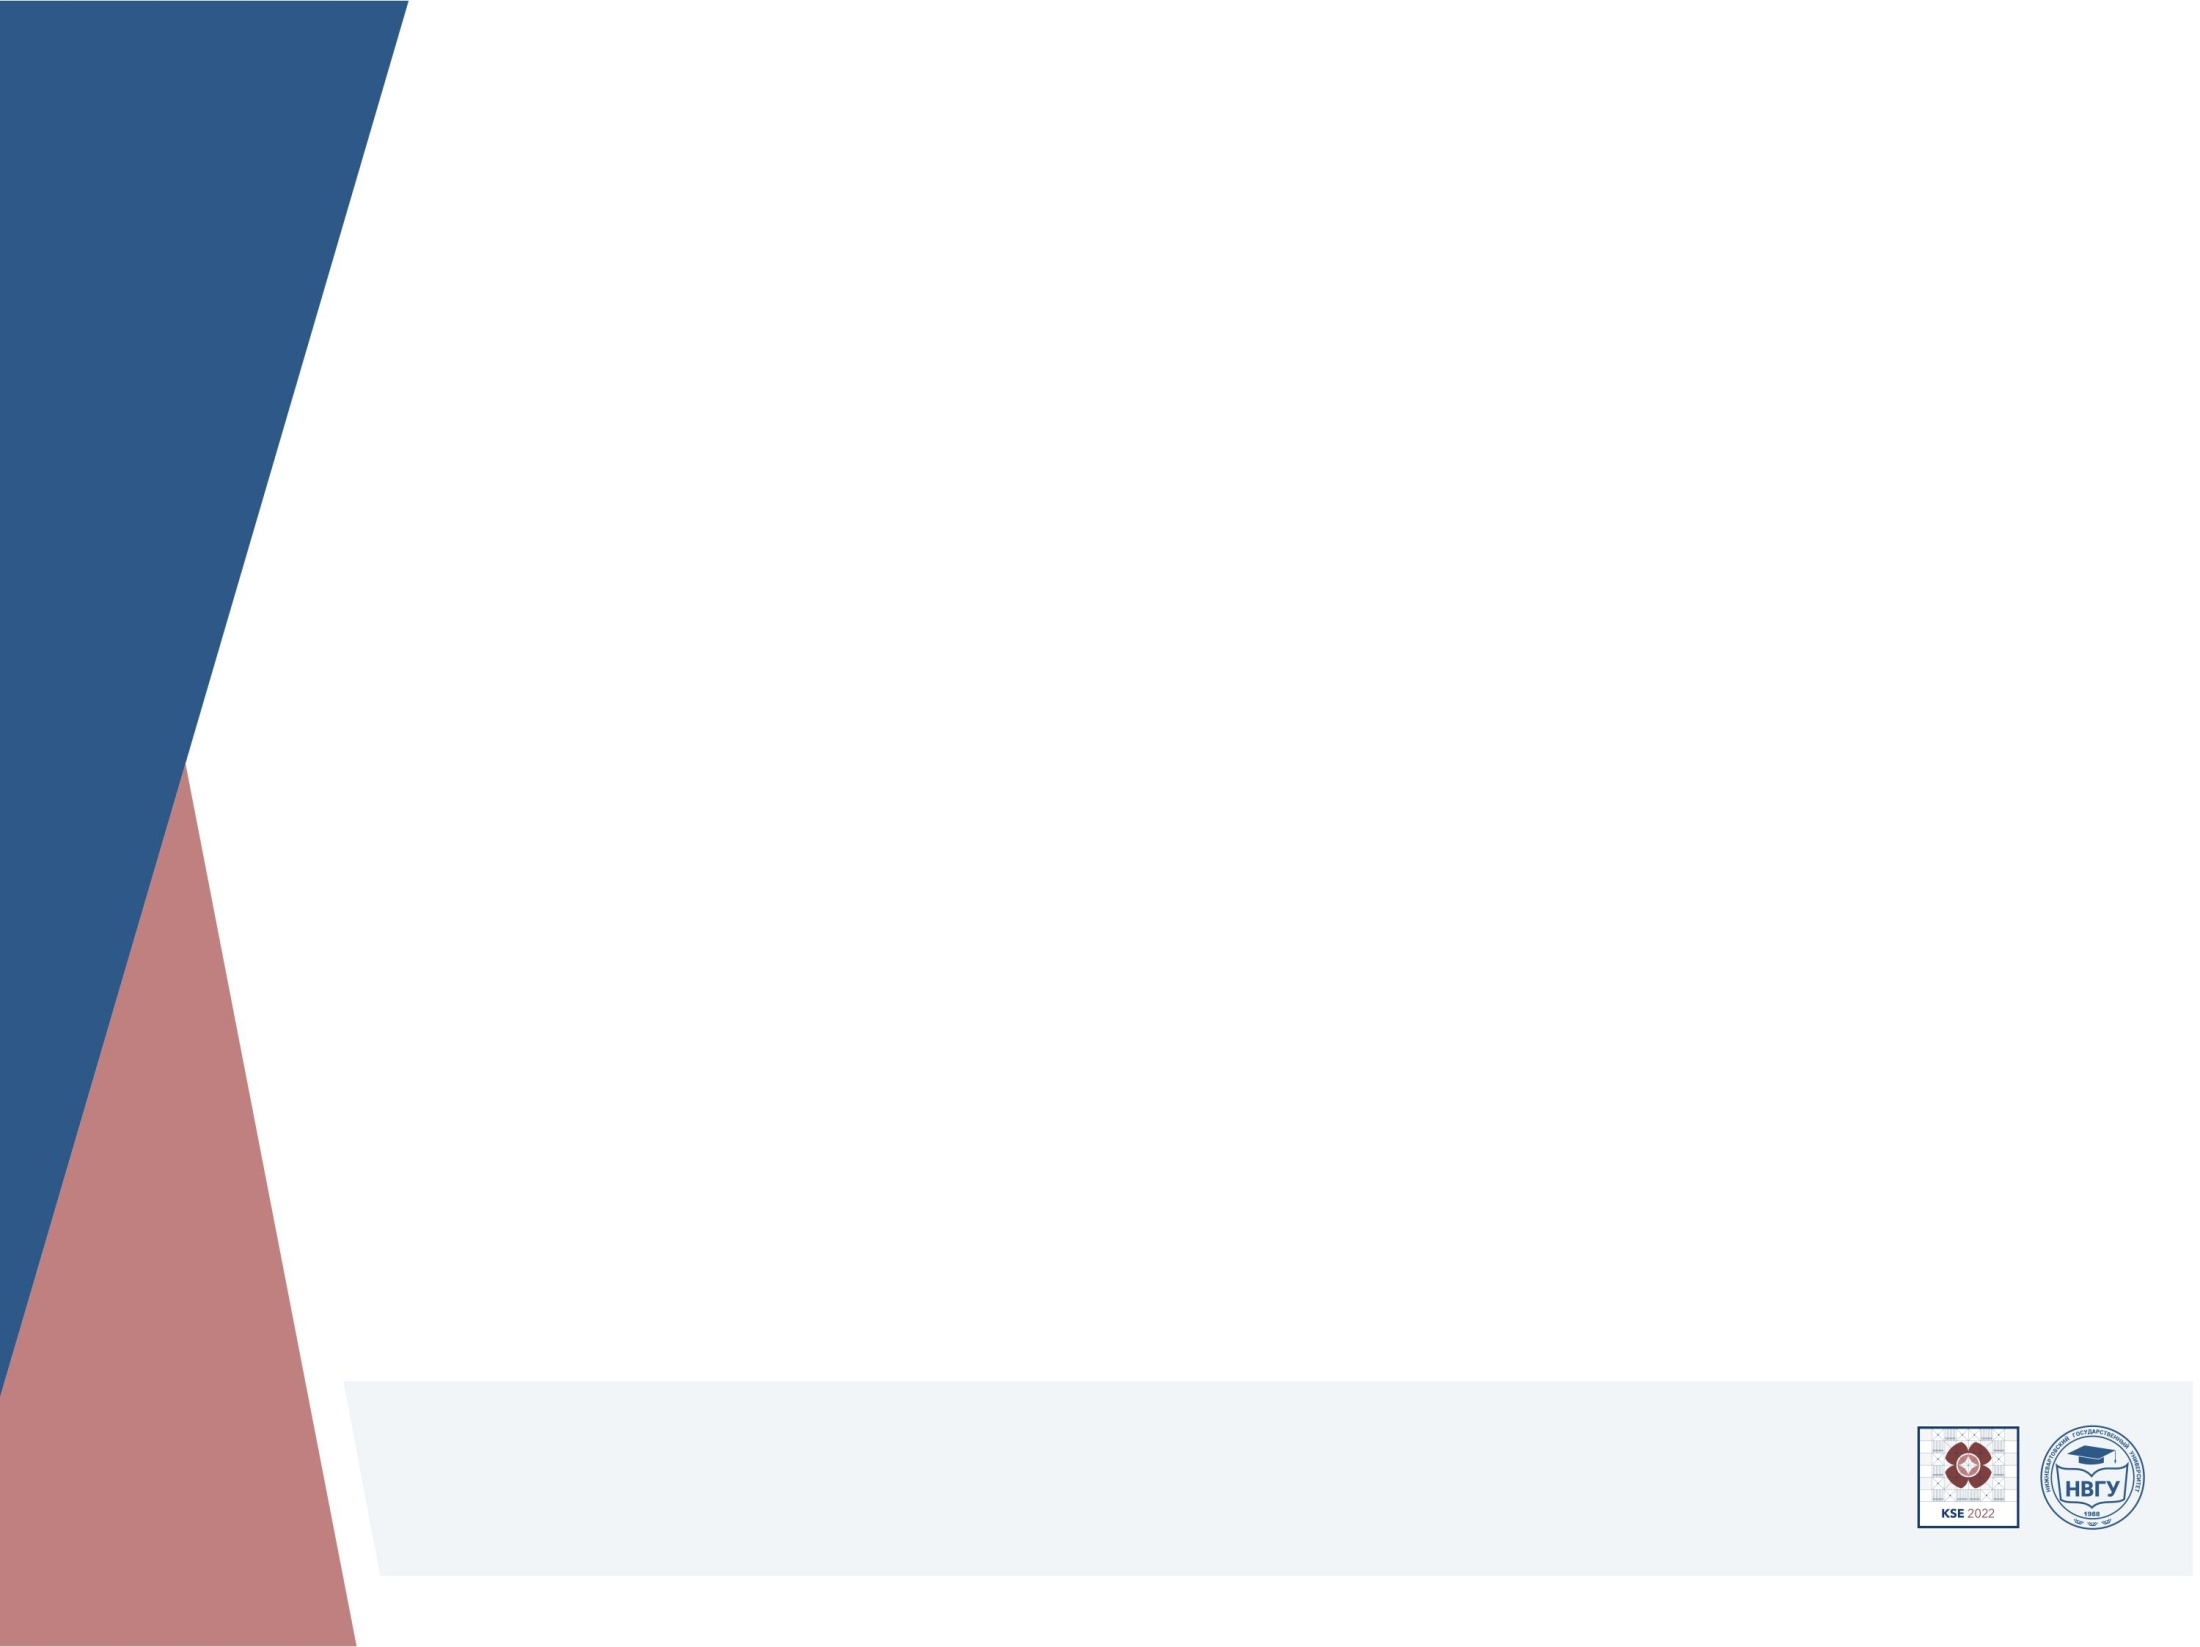 KSE 2022
НИЖНЕВАРТОВСКИЙ ГОСУДАРСТВЕННЫЙ УНИВЕРСИТЕТ
НВГУ
1988